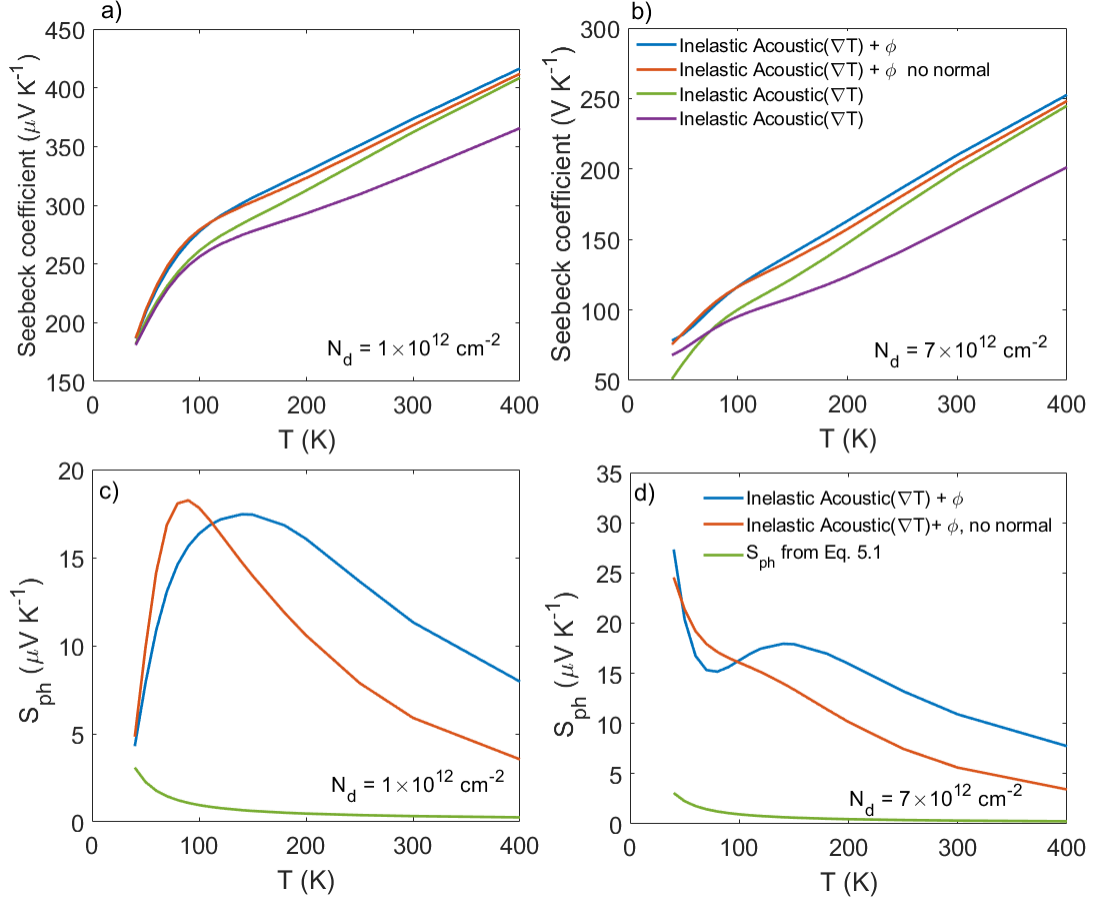 a)
450
400
350
300
250
200
150
0
100
200
300
400
Seebeck coefficient (μV K⁻¹)
T (K)
N_d = 1×10¹² cm⁻²
b)
300
250
200
150
100
50
0
100
200
300
400
Seebeck coefficient (V K⁻¹)
T (K)
Inelastic Acoustic(∇T) + ϕ
Inelastic Acoustic(∇T) + ϕ no normal
Inelastic Acoustic(∇T)
Inelastic Acoustic(∇T)
N_d = 7×10¹² cm⁻²
c)
20
15
10
5
0
0
100
200
300
400
S_ph (μV K⁻¹)
T (K)
N_d = 1×10¹² cm⁻²
d)
35
30
25
20
15
10
5
0
0
100
200
300
400
S_ph (μV K⁻¹)
T (K)
Inelastic Acoustic(∇T) + ϕ
Inelastic Acoustic(∇T)+ ϕ, no normal
S_ph from Eq. 5.1
N_d = 7×10¹² cm⁻²